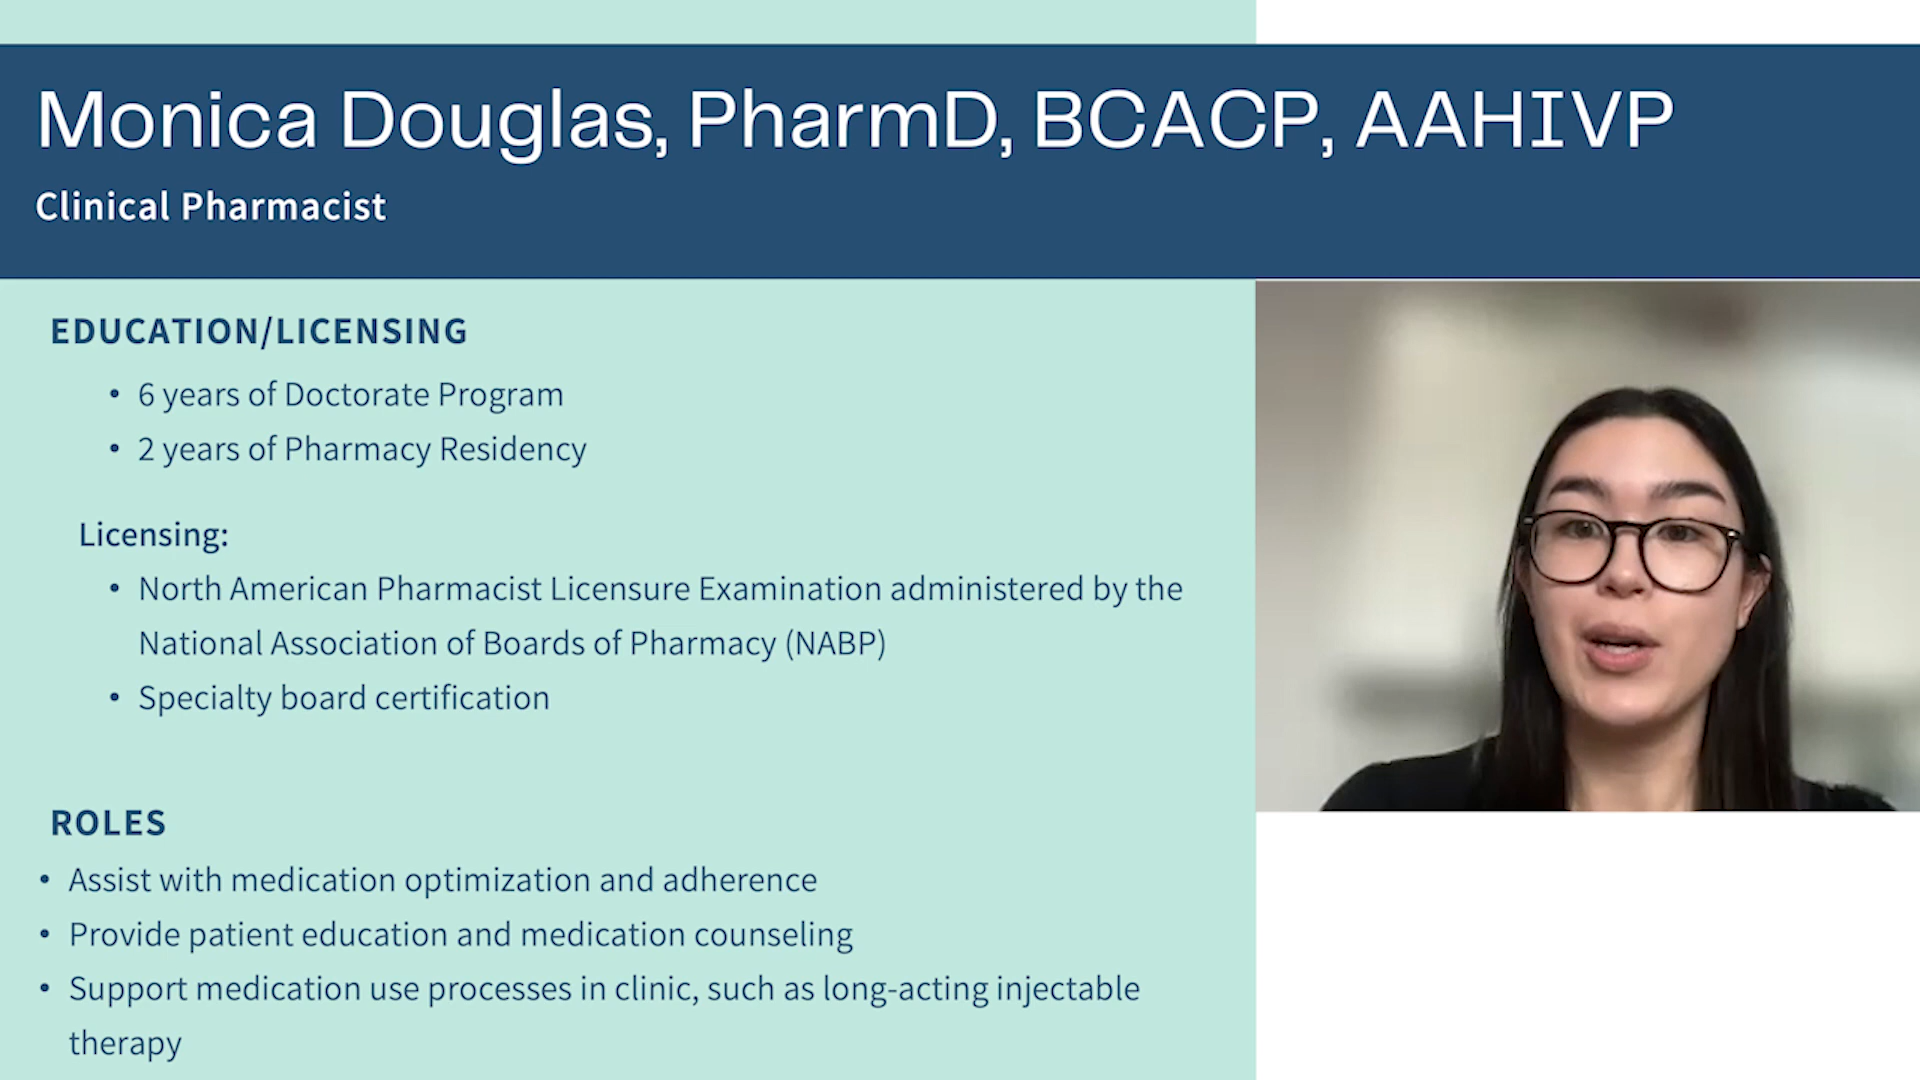 Monica Douglas, PharmD, BCACP, AAHIVP
Clinical Pharmacist
EDUCATION/LICENSING
• 6 years of Doctorate Program
• 2 years of Pharmacy Residency
Licensing:
• North American Pharmacist Licensure Examination administered by the
National Association of Boards of Pharmacy (NABP)
• Specialty board certification
ROLES
• Assist with medication optimization and adherence
• Provide patient education and medication counseling
• Support medication use processes in clinic, such as long-acting injectable
therapy